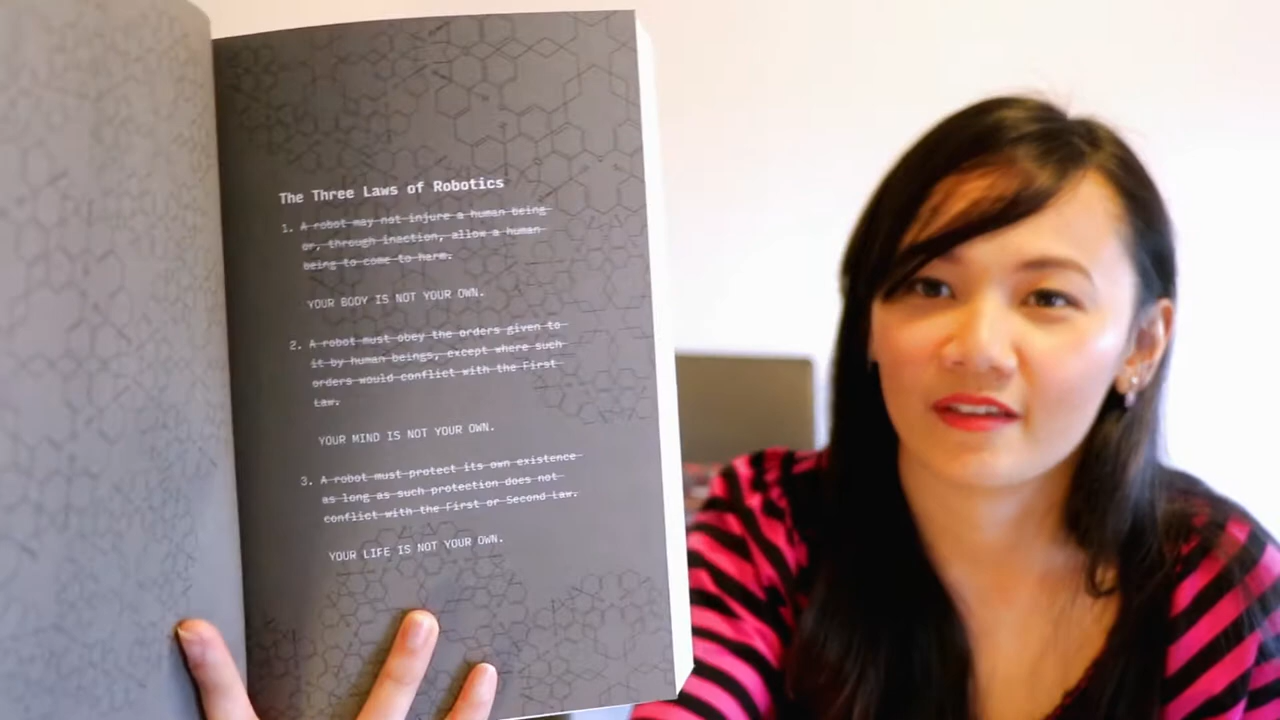 The Three Laws of Robotics
1. A robot may not injure a human being
or, through inaction, allow a human
being to come to harm.
YOUR BODY IS NOT YOUR OWN.
2. A robot must obey the orders given to
it by human beings, except where such
orders would conflict with the First
Law.
YOUR MIND IS NOT YOUR OWN.
3. A robot must protect its own existence
as long as such protection does not
conflict with the First or Second Law.
YOUR LIFE IS NOT YOUR OWN.